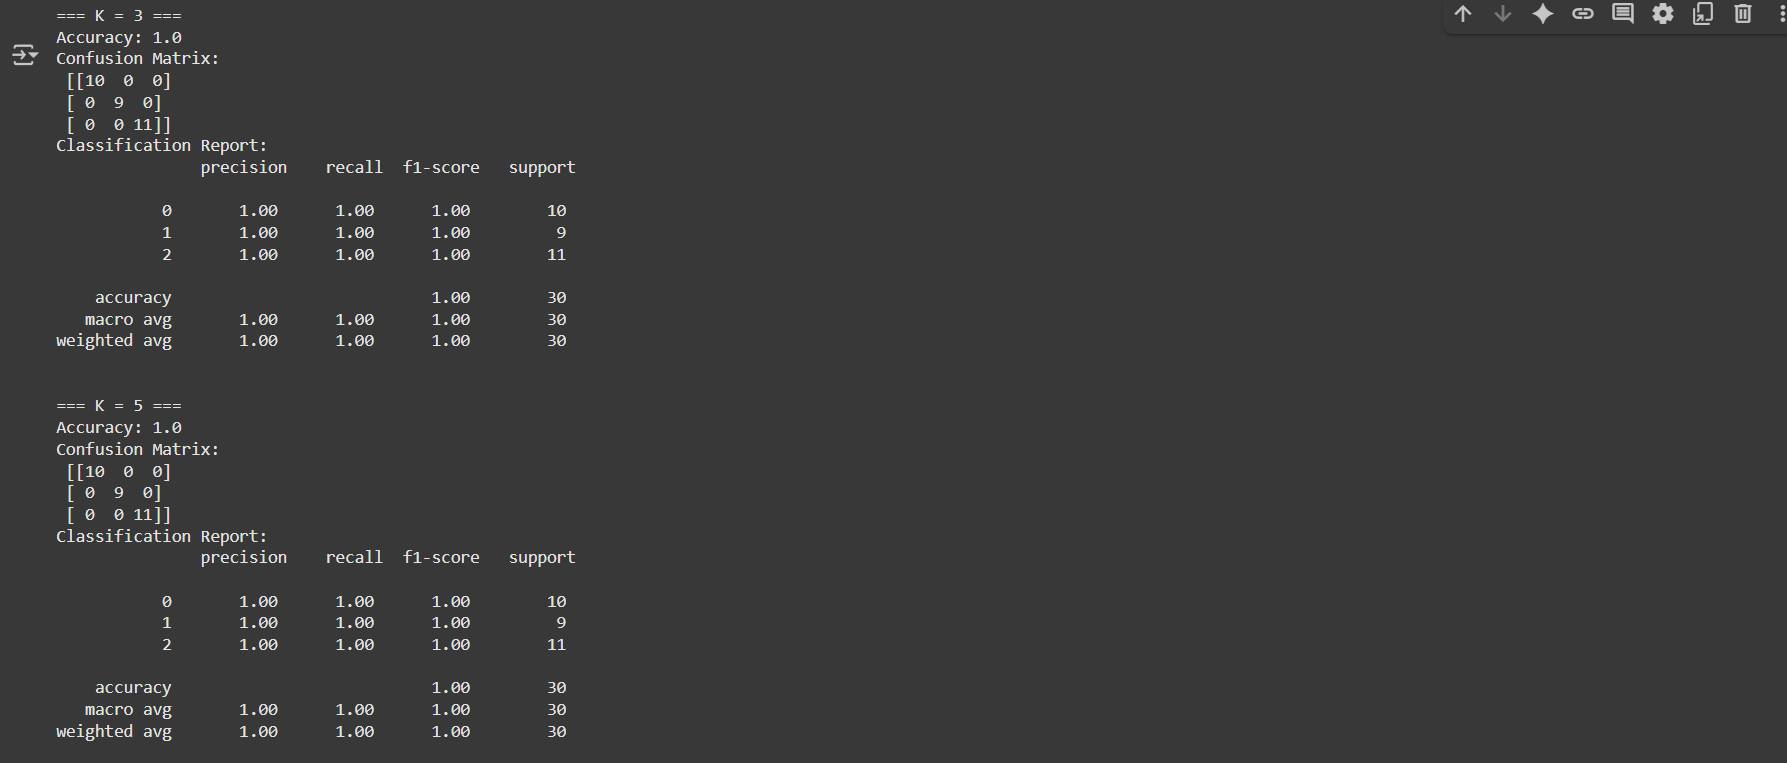 === K = 3 ===
Accuracy: 1.0
Confusion Matrix:
 [[10  0  0]
 [ 0  9  0]
 [ 0  0 11]]
Classification Report:
               precision    recall  f1-score   support

           0       1.00      1.00      1.00        10
           1       1.00      1.00      1.00         9
           2       1.00      1.00      1.00        11

    accuracy                           1.00        30
   macro avg       1.00      1.00      1.00        30
weighted avg       1.00      1.00      1.00        30


=== K = 5 ===
Accuracy: 1.0
Confusion Matrix:
 [[10  0  0]
 [ 0  9  0]
 [ 0  0 11]]
Classification Report:
               precision    recall  f1-score   support

           0       1.00      1.00      1.00        10
           1       1.00      1.00      1.00         9
           2       1.00      1.00      1.00        11

    accuracy                           1.00        30
   macro avg       1.00      1.00      1.00        30
weighted avg       1.00      1.00      1.00        30